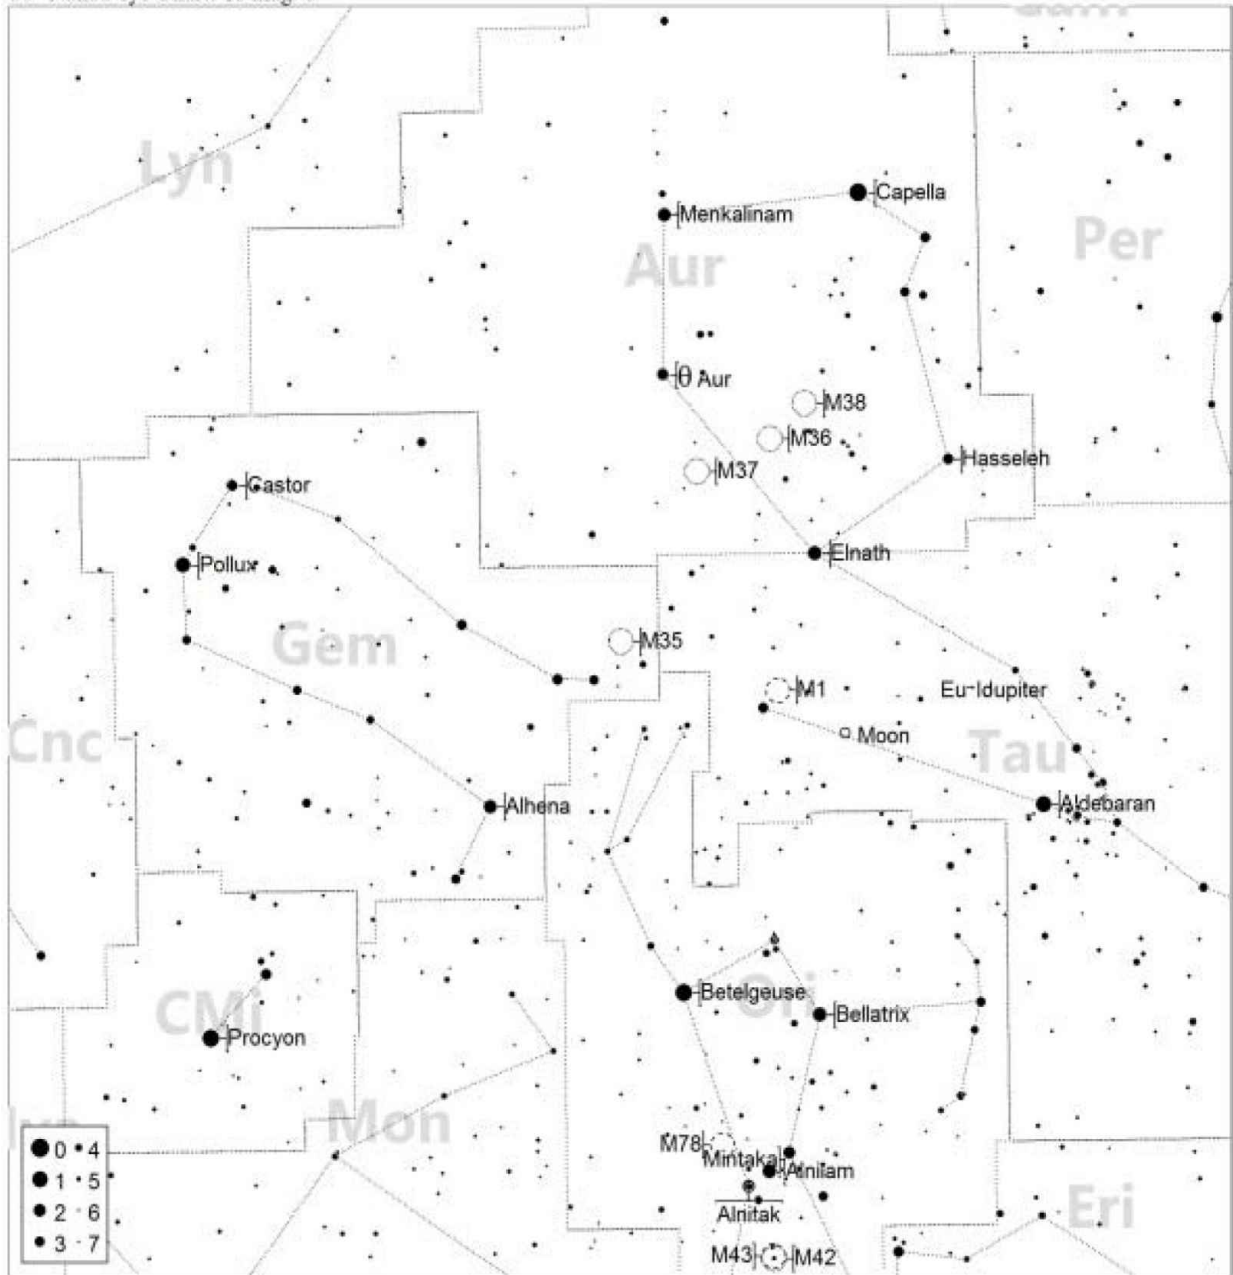 Lyn
Menkalinam
Capella
Aur
Per
θ Aur
M38
M36
M37
Hasseleh
Castor
Elnath
Pollux
Gem
M35
M1
Eu-Idupiter
Moon
Cnc
Tau
Aldebaran
Alhena
Betelgeuse
Ori
Bellatrix
CMi
Procyon
Mon
M78
Mintaka
Alnilam
Alnitak
Eri
M43
M42
0 4
1 5
2 6
3 7